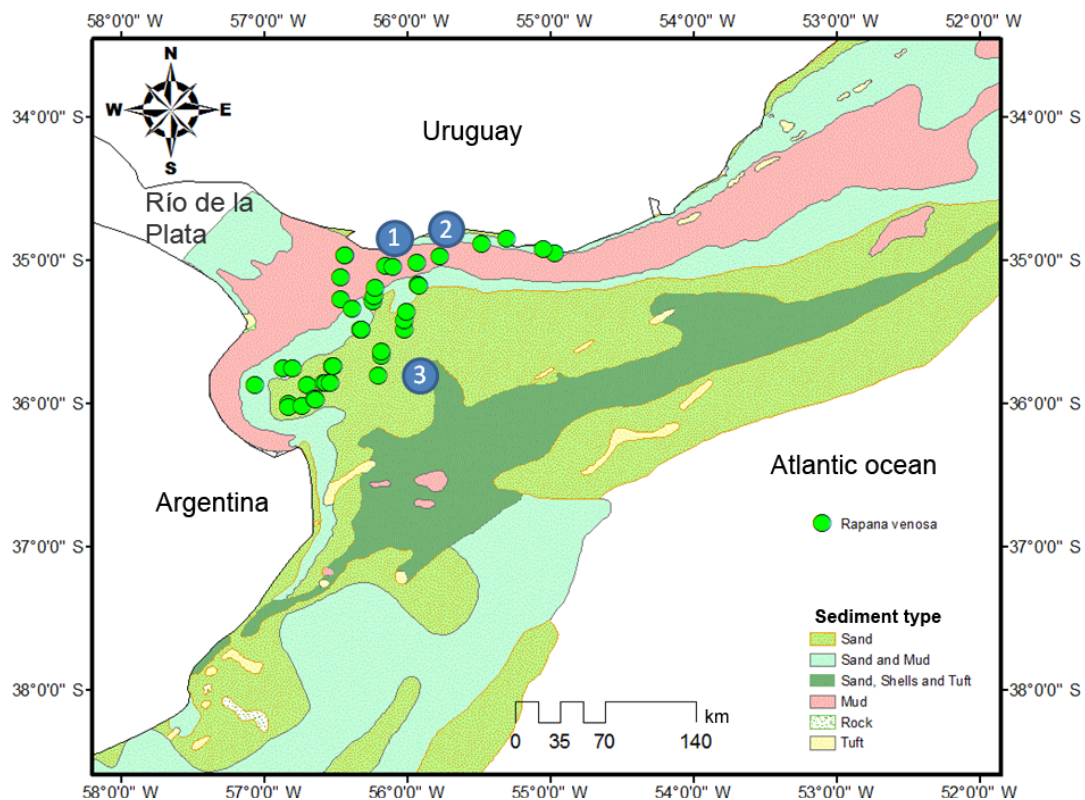 58°0'0" W 57°0'0" W 56°0'0" W 55°0'0" W 54°0'0" W 53°0'0" W 52°0'0" W
N
W E
S
34°0'0" S 34°0'0" S
Uruguay
Río de la
Plata
1 2
35°0'0" S 35°0'0" S
3
36°0'0" S 36°0'0" S
Atlantic ocean
Argentina
Rapana venosa
37°0'0" S 37°0'0" S
Sediment type
Sand
Sand and Mud
Sand, Shells and Tuft
Mud
Rock
Tuft
38°0'0" S 38°0'0" S
km
0 35 70 140
58°0'0" W 57°0'0" W 56°0'0" W 55°0'0" W 54°0'0" W 53°0'0" W 52°0'0" W